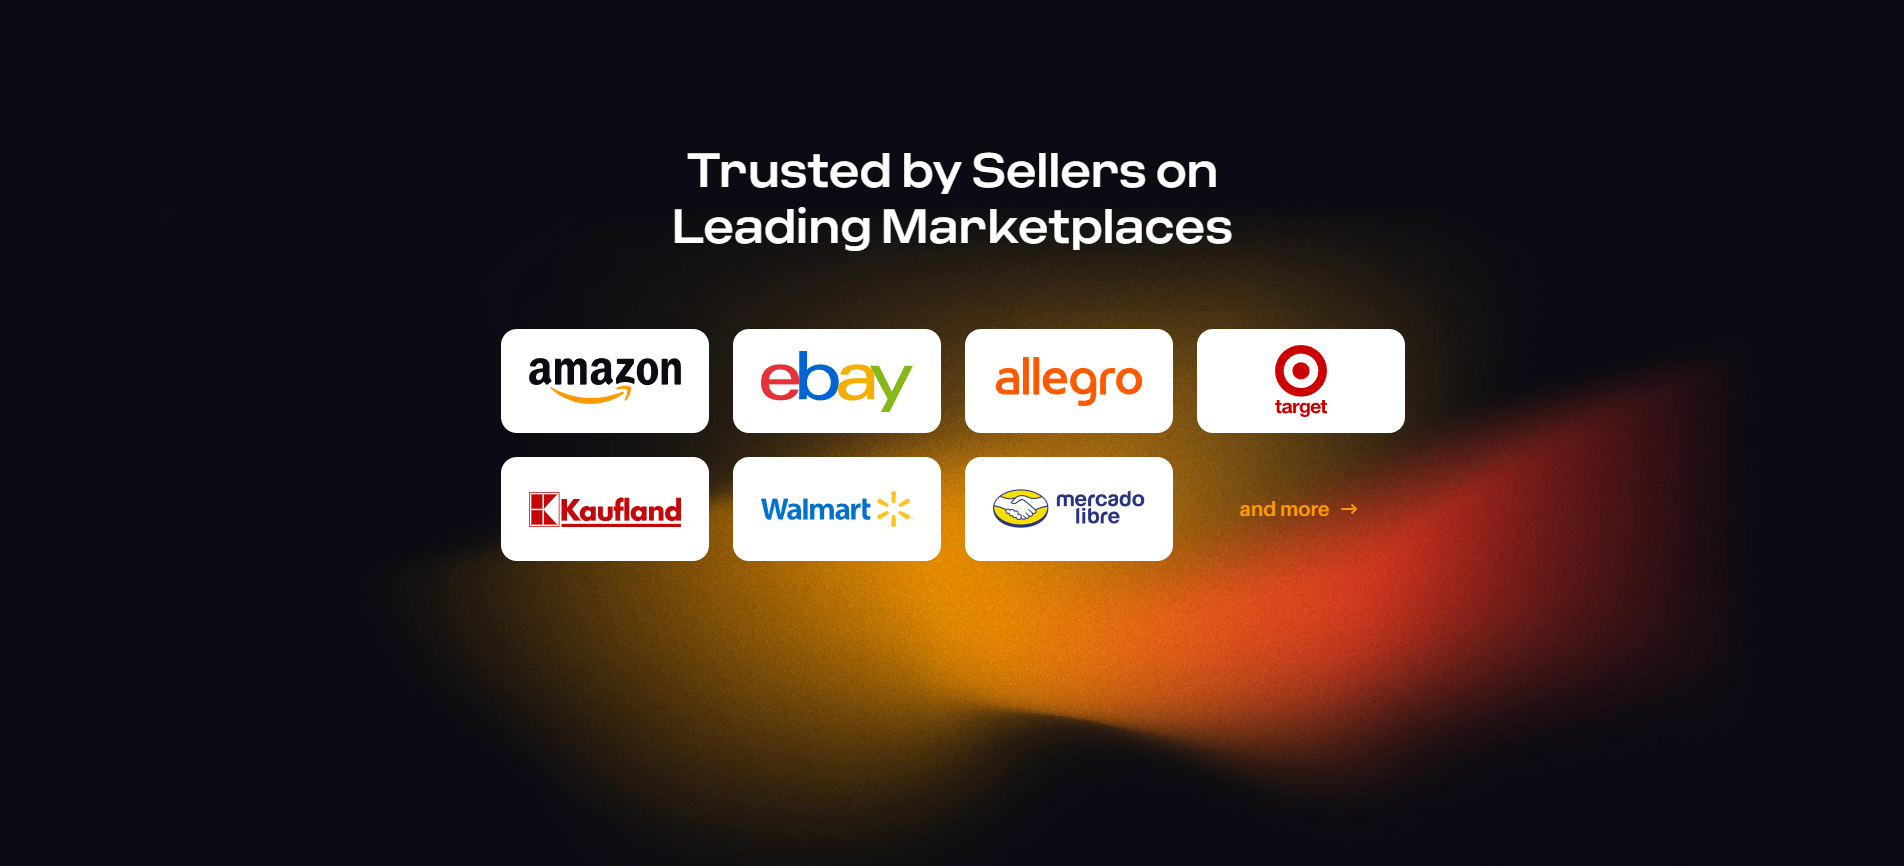 Trusted by Sellers on
Leading Marketplaces
amazon
ebay
allegro
target
Kaufland
Walmart
mercado
libre
and more →